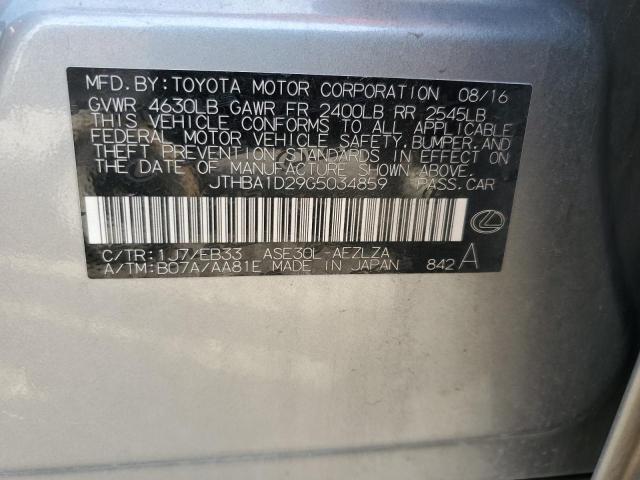 MFD. BY: TOYOTA MOTOR CORPORATION 08/16
GVWR 4630LB GAWR FR 2400LB RR 2545LB
THIS VEHICLE CONFORMS TO ALL APPLICABLE
FEDERAL MOTOR VEHICLE SAFETY, BUMPER, AND
THEFT PREVENTION STANDARDS IN EFFECT ON
THE DATE OF MANUFACTURE SHOWN ABOVE.
JTHBA1D29G5034859 PASS.CAR
C/TR: 1J7/EB33 ASE30L-AEZLZA
A/TM: B07A/AA81E MADE IN JAPAN 842 A